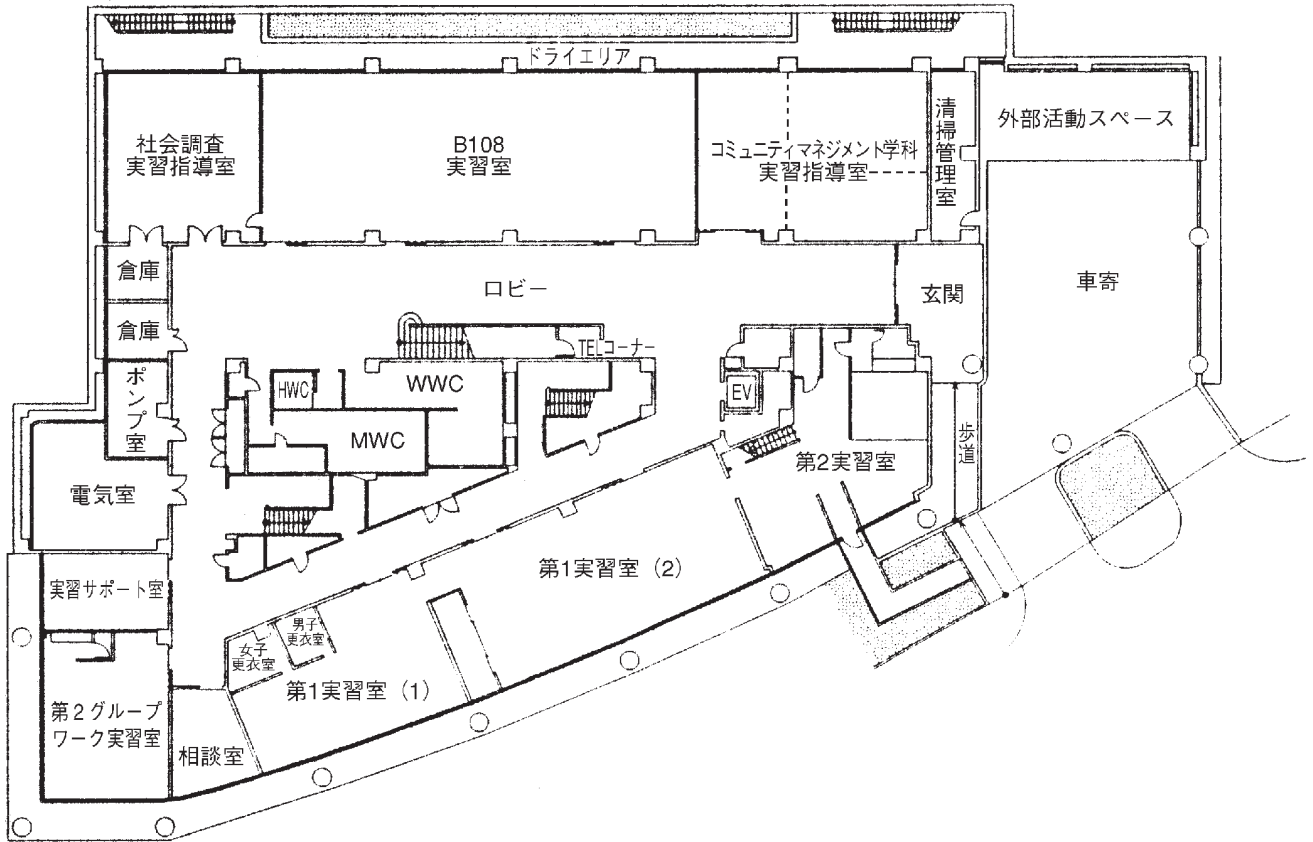 ドライエリア
社会調査
実習指導室
B108
実習室
コミュニティマネジメント学科
実習指導室
清掃管理室
外部活動スペース
倉庫
倉庫
ロビー
玄関
車寄
TELコーナー
ポンプ室
HWC
WWC
MWC
EV
歩道
第2実習室
電気室
実習サポート室
第1実習室（2）
男子
更衣室
女子
更衣室
第1実習室（1）
第2グループ
ワーク実習室
相談室